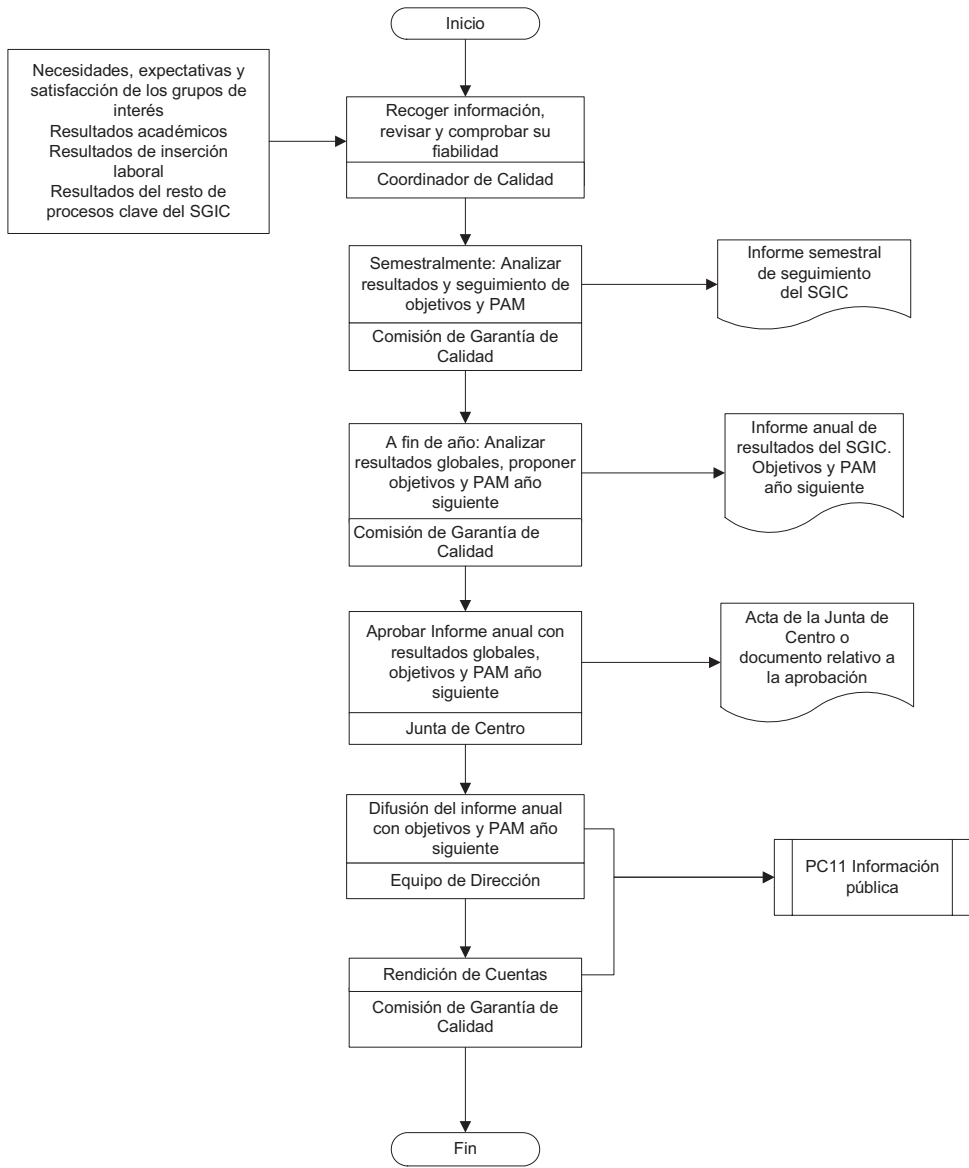 Inicio
Necesidades, expectativas y
satisfacción de los grupos de
interés
Resultados académicos
Resultados de inserción
laboral
Resultados del resto de
procesos clave del SGIC
Recoger información,
revisar y comprobar su
fiabilidad
Coordinador de Calidad
Semestralmente: Analizar
resultados y seguimiento de
objetivos y PAM
Comisión de Garantía de
Calidad
Informe semestral
de seguimiento
del SGIC
A fin de año: Analizar
resultados globales, proponer
objetivos y PAM año
siguiente
Comisión de Garantía de
Calidad
Informe anual de
resultados del SGIC.
Objetivos y PAM
año siguiente
Aprobar Informe anual con
resultados globales,
objetivos y PAM año
siguiente
Junta de Centro
Acta de la Junta de
Centro o
documento relativo a
la aprobación
Difusión del informe anual
con objetivos y PAM año
siguiente
Equipo de Dirección
PC11 Información
pública
Rendición de Cuentas
Comisión de Garantía de
Calidad
Fin